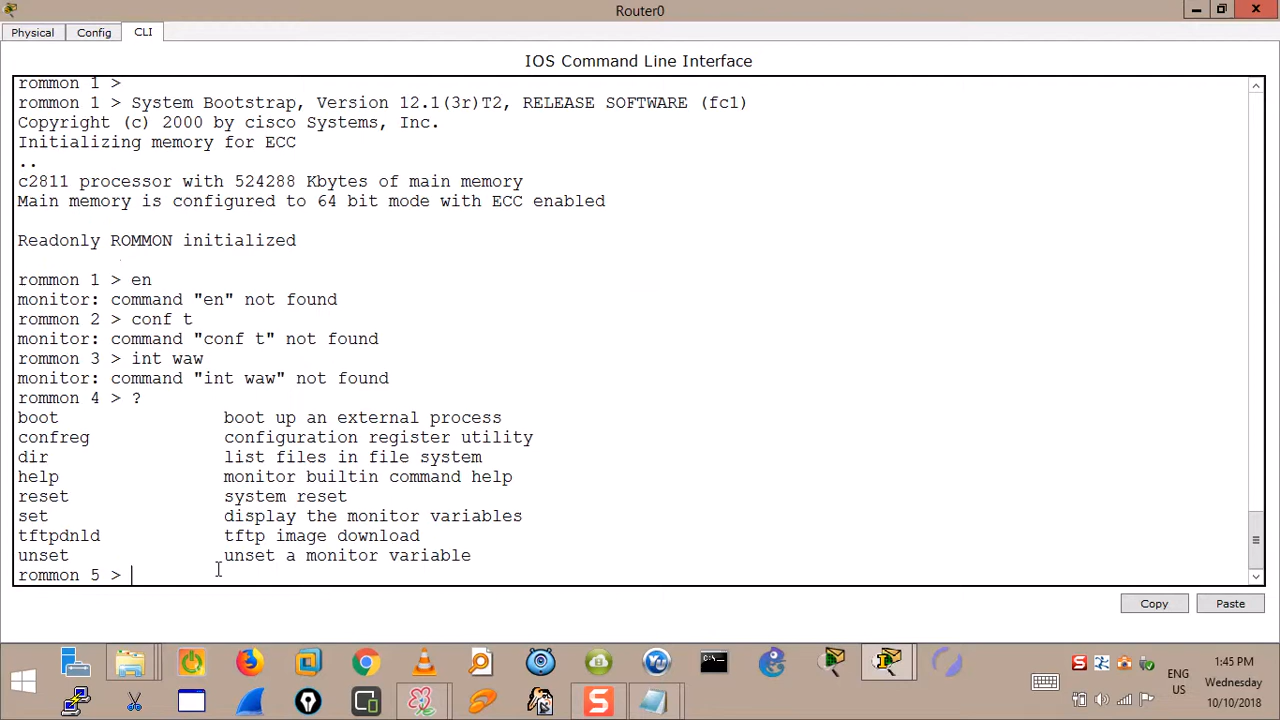 Router0
Physical
Config
CLI
IOS Command Line Interface
rommon 1 >
rommon 1 > System Bootstrap, Version 12.1(3r)T2, RELEASE SOFTWARE (fc1)
Copyright (c) 2000 by cisco Systems, Inc.
Initializing memory for ECC
..
c2811 processor with 524288 Kbytes of main memory
Main memory is configured to 64 bit mode with ECC enabled
Readonly ROMMON initialized
rommon 1 > en
monitor: command "en" not found
rommon 2 > conf t
monitor: command "conf t" not found
rommon 3 > int waw
monitor: command "int waw" not found
rommon 4 > ?
boot boot up an external process
confreg configuration register utility
dir list files in file system
help monitor builtin command help
reset system reset
set display the monitor variables
tftpdnld tftp image download
unset unset a monitor variable
rommon 5 >
Copy
Paste
ENG
US
1:45 PM
Wednesday
10/10/2018